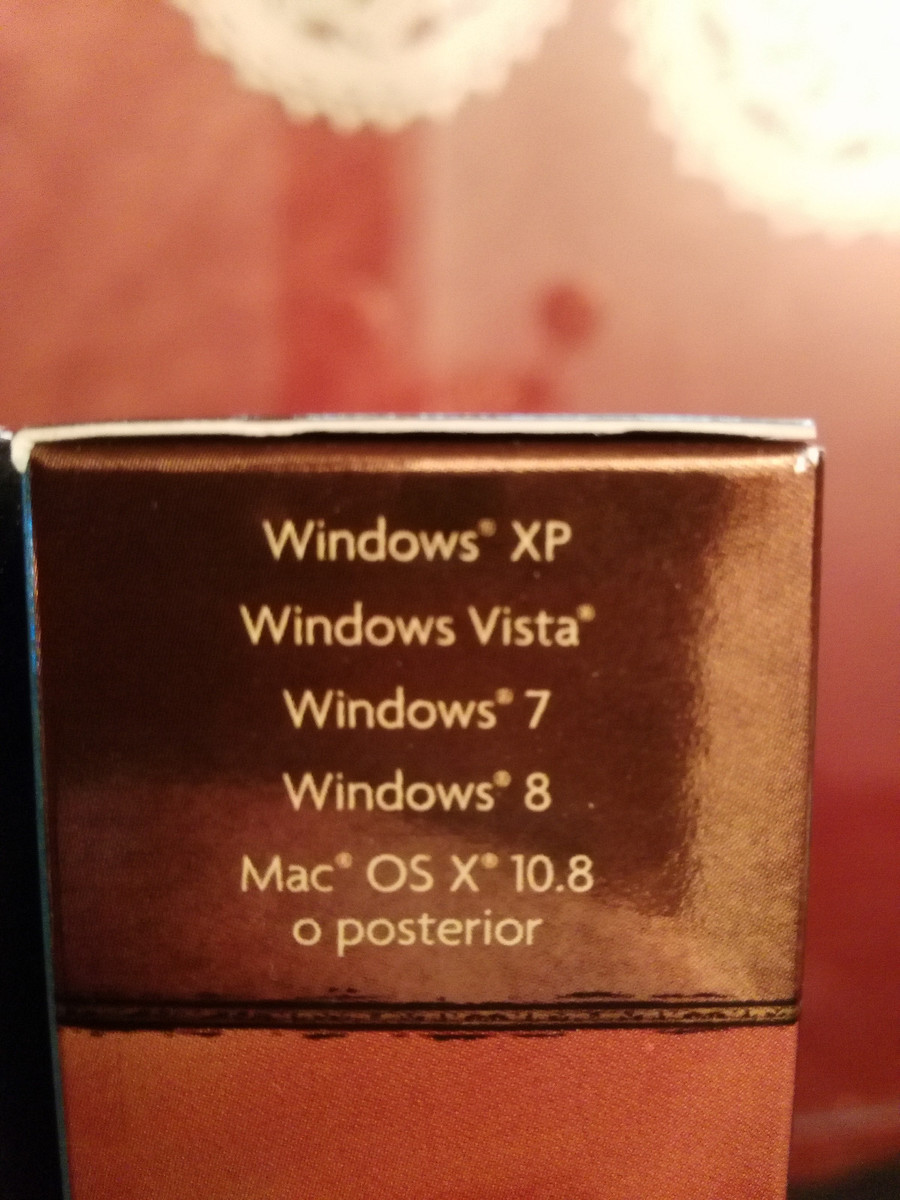 Windows® XP
Windows Vista®
Windows® 7
Windows® 8
Mac® OS X® 10.8
o posterior